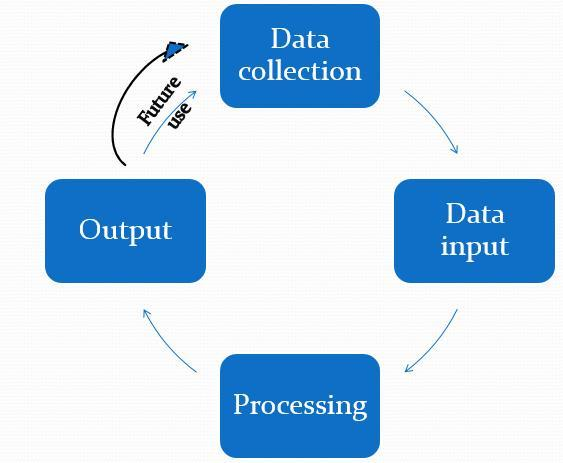 Data
collection
Future
use
Output
Data
input
Processing